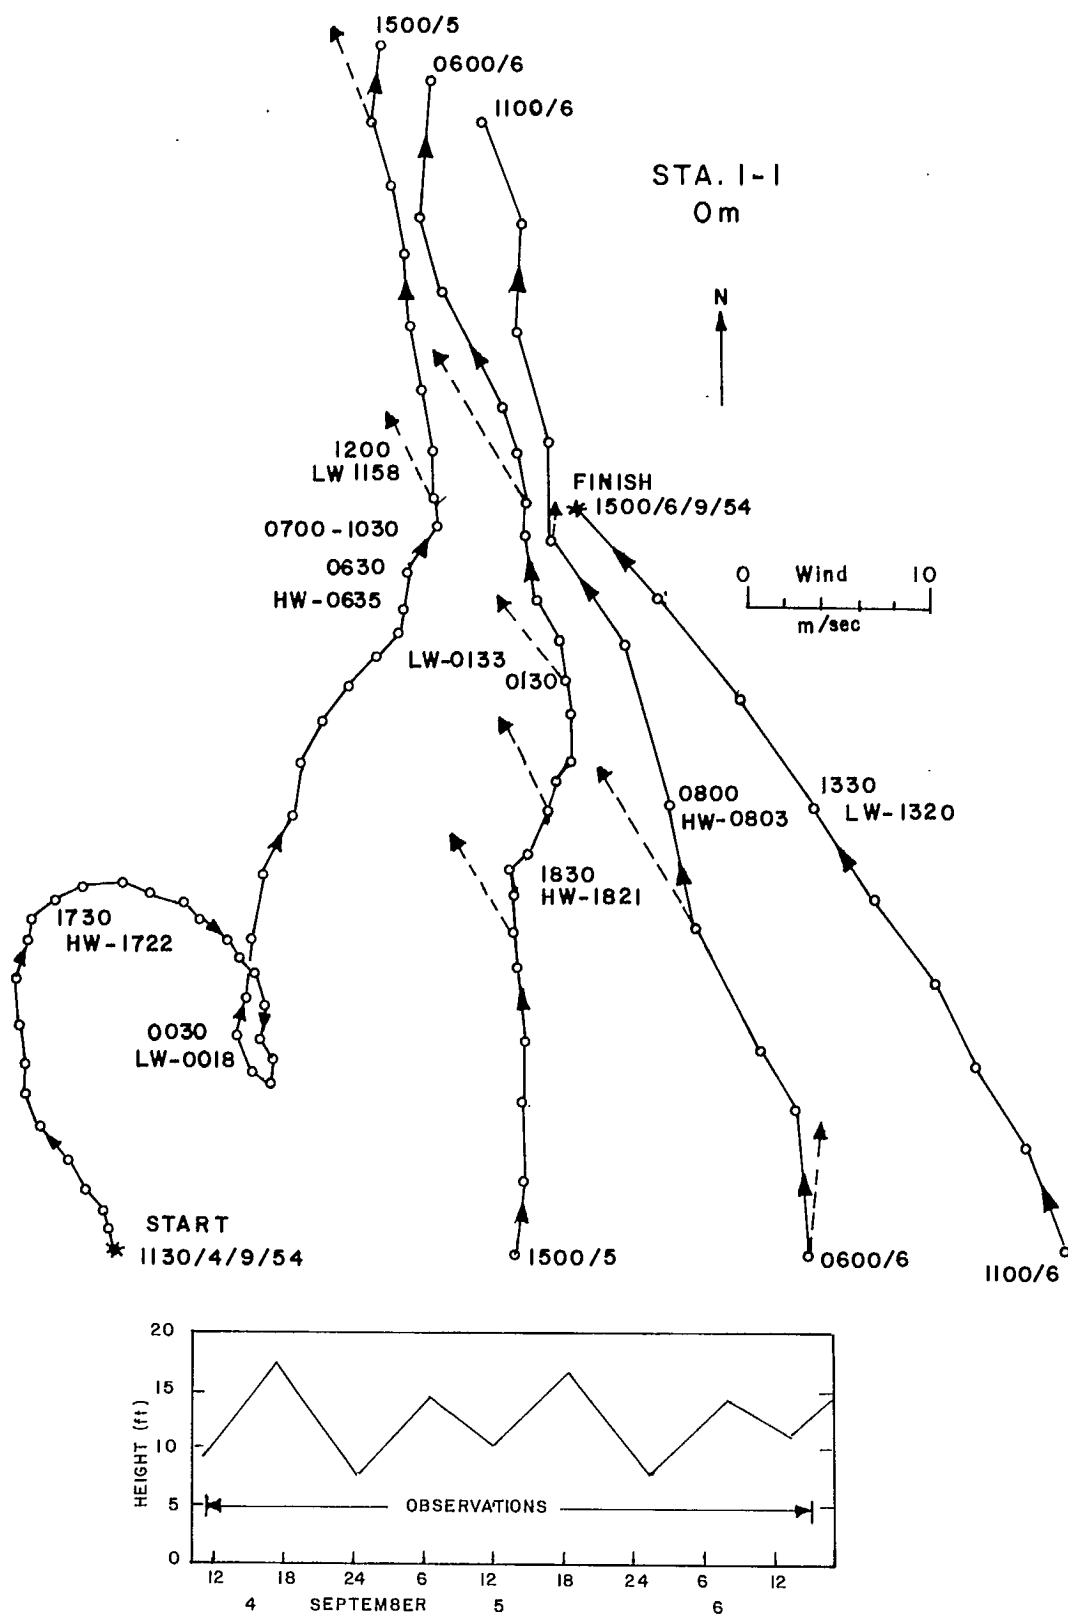 1500/5
0600/6
1100/6
STA. 1-1
0m
N
1200
LW 1158
FINISH
1500/6/9/54
0700-1030
0630
HW-0635
0 Wind 10
m/sec
LW-0133
0130
0800
HW-0803
1330
LW-1320
1830
HW-1821
1730
HW-1722
0030
LW-0018
START
1130/4/9/54
1500/5
0600/6
1100/6
20
15
10
5
0
HEIGHT (ft)
OBSERVATIONS
12 18 24 6 12 18 24 6 12
4 SEPTEMBER 5 6